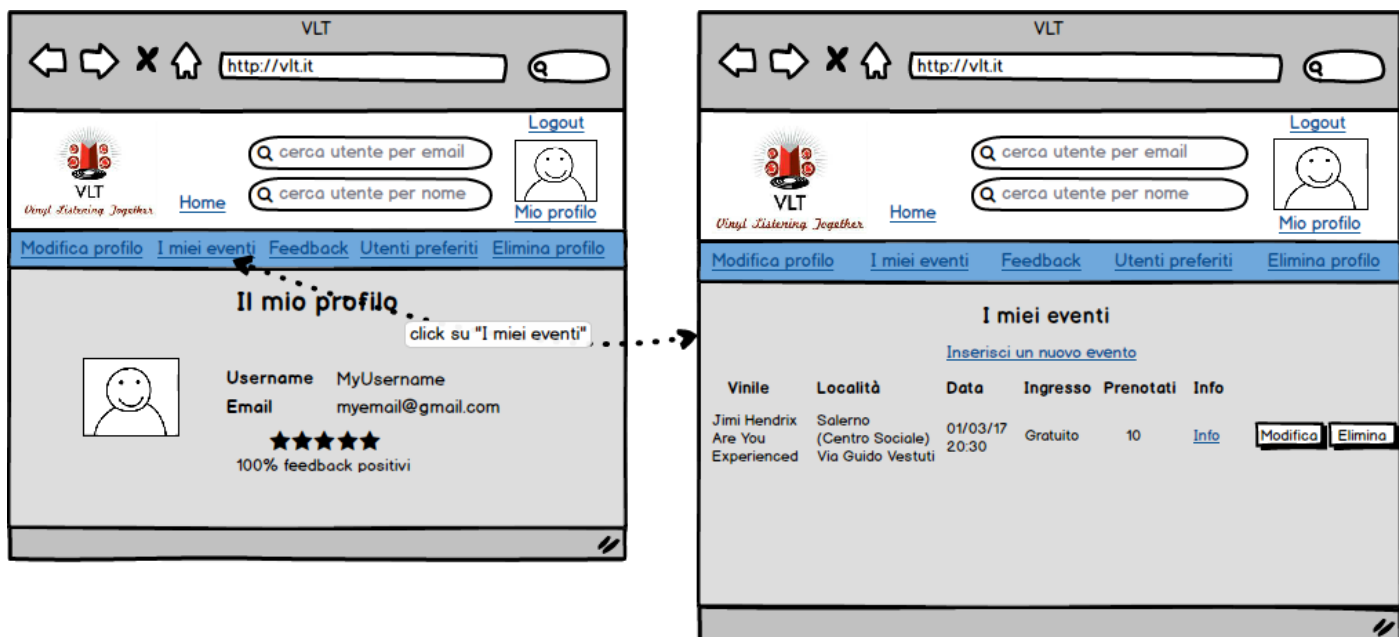 VLT
http://vlt.it
Logout
cerca utente per email
cerca utente per nome
VLT
Vinyl Listening Together
Home
Mio profilo
Modifica profilo I miei eventi Feedback Utenti preferiti Elimina profilo
Il mio profilo
click su "I miei eventi"
Username MyUsername
Email myemail@gmail.com
100% feedback positivi
VLT
http://vlt.it
Logout
cerca utente per email
cerca utente per nome
VLT
Vinyl Listening Together
Home
Mio profilo
Modifica profilo I miei eventi Feedback Utenti preferiti Elimina profilo
I miei eventi
Inserisci un nuovo evento
Vinile Località Data Ingresso Prenotati Info
Jimi Hendrix
Are You
Experienced
Salerno
(Centro Sociale)
Via Guido Vestuti
01/03/17
20:30
Gratuito
10
Info
Modifica Elimina